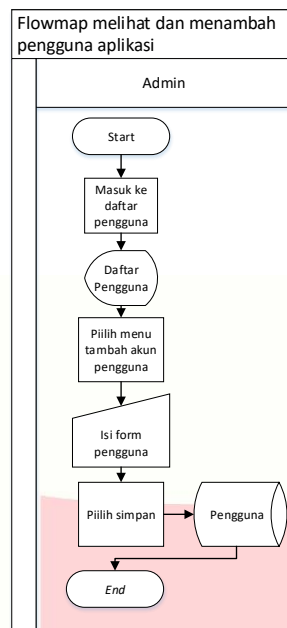 Flowmap melihat dan menambah
pengguna aplikasi
Admin
Start
Masuk ke
daftar
pengguna
Daftar
Pengguna
Piilih menu
tambah akun
pengguna
Isi form
pengguna
Piilih simpan
Pengguna
End